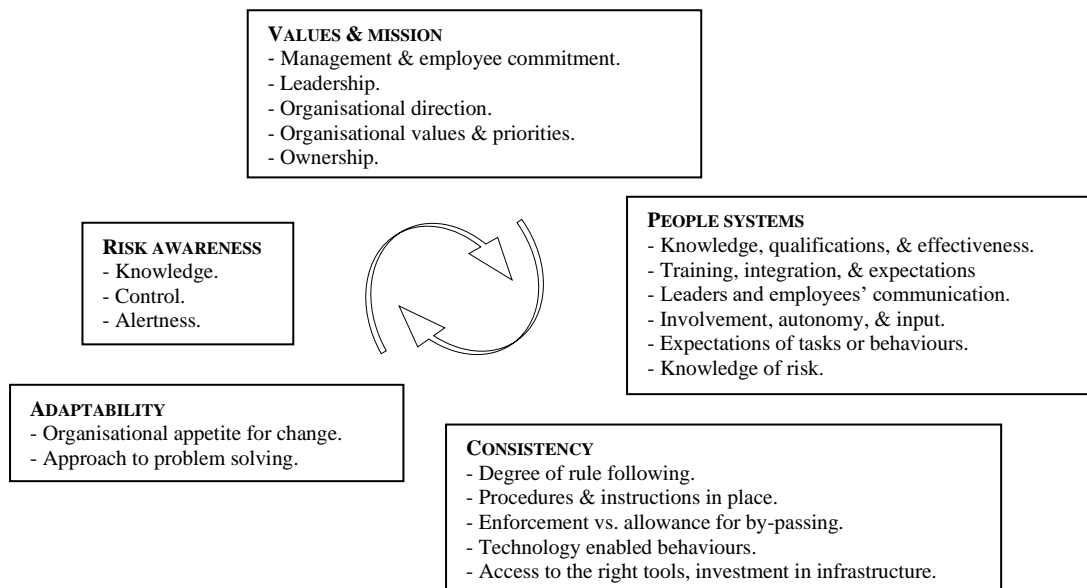 VALUES & MISSION
- Management & employee commitment.
- Leadership.
- Organisational direction.
- Organisational values & priorities.
- Ownership.
PEOPLE SYSTEMS
- Knowledge, qualifications, & effectiveness.
- Training, integration, & expectations
- Leaders and employees’ communication.
- Involvement, autonomy, & input.
- Expectations of tasks or behaviours.
- Knowledge of risk.
RISK AWARENESS
- Knowledge.
- Control.
- Alertness.
ADAPTABILITY
- Organisational appetite for change.
- Approach to problem solving.
CONSISTENCY
- Degree of rule following.
- Procedures & instructions in place.
- Enforcement vs. allowance for by-passing.
- Technology enabled behaviours.
- Access to the right tools, investment in infrastructure.